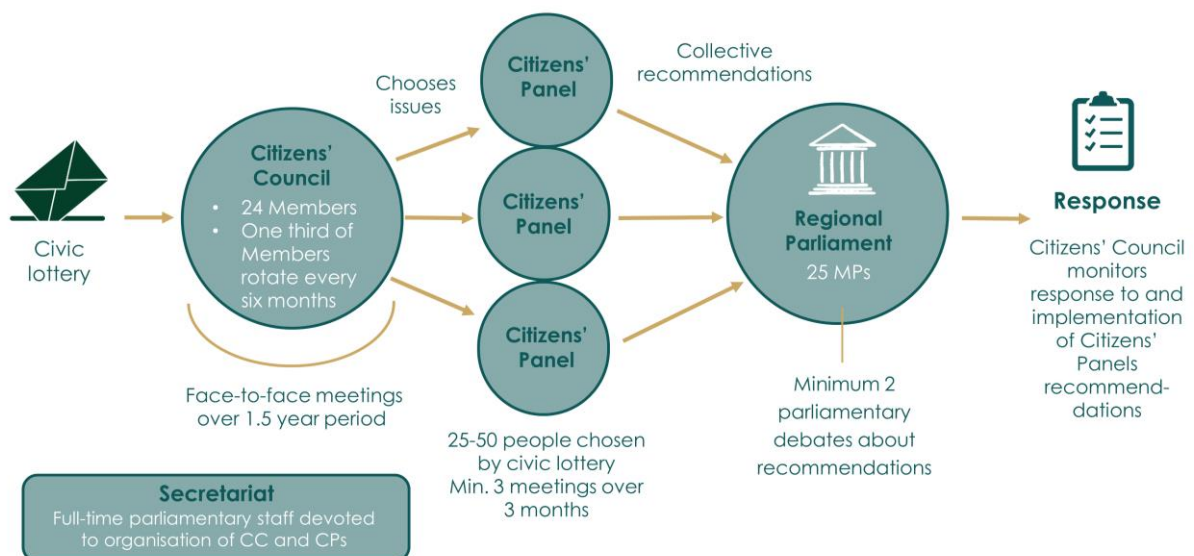 Civic
lottery
Citizens’
Council
• 24 Members
• One third of
Members
rotate every
six months
Face-to-face meetings
over 1.5 year period
Secretariat
Full-time parliamentary staff devoted
to organisation of CC and CPs
Chooses
issues
Citizens’
Panel
Citizens’
Panel
Citizens’
Panel
25-50 people chosen
by civic lottery
Min. 3 meetings over
3 months
Collective
recommendations
Regional
Parliament
25 MPs
Minimum 2
parliamentary
debates about
recommendations
Response
Citizens’ Council
monitors
response to and
implementation
of Citizens’
Panels
recommend-
dations